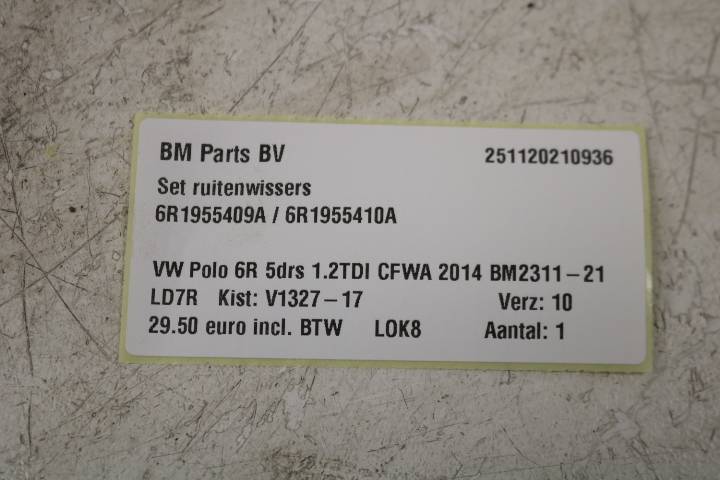 BM Parts BV 251120210936
Set ruitenwissers
6R1955409A / 6R1955410A
VW Polo 6R 5drs 1.2TDI CFWA 2014 BM2311-21
LD7R Kist: V1327-17 Verz: 10
29.50 euro incl. BTW LOK8 Aantal: 1